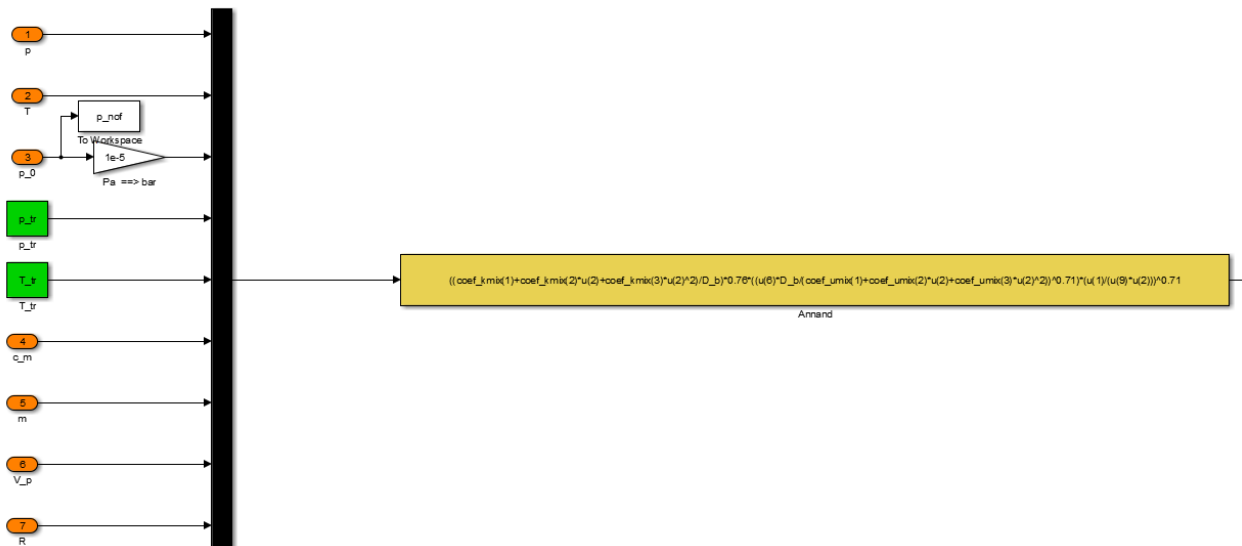 1
p
2
T
p_nof
To Workspace
3
p_0
1e-5
Pa ==> bar
p_tr
p_tr
T_tr
T_tr
((coef_kmix(1)+coef_kmix(2)*u(2)+coef_kmix(3)*u(2)^2)/D_b)*0.76*((u(6)*D_b/(coef_umix(1)+coef_umix(2)*u(2)+coef_umix(3)*u(2)^2))^0.71)*(u(1)/(u(9)*u(2)))^0.71
Annand
4
c_m
5
m
6
V_p
7
R